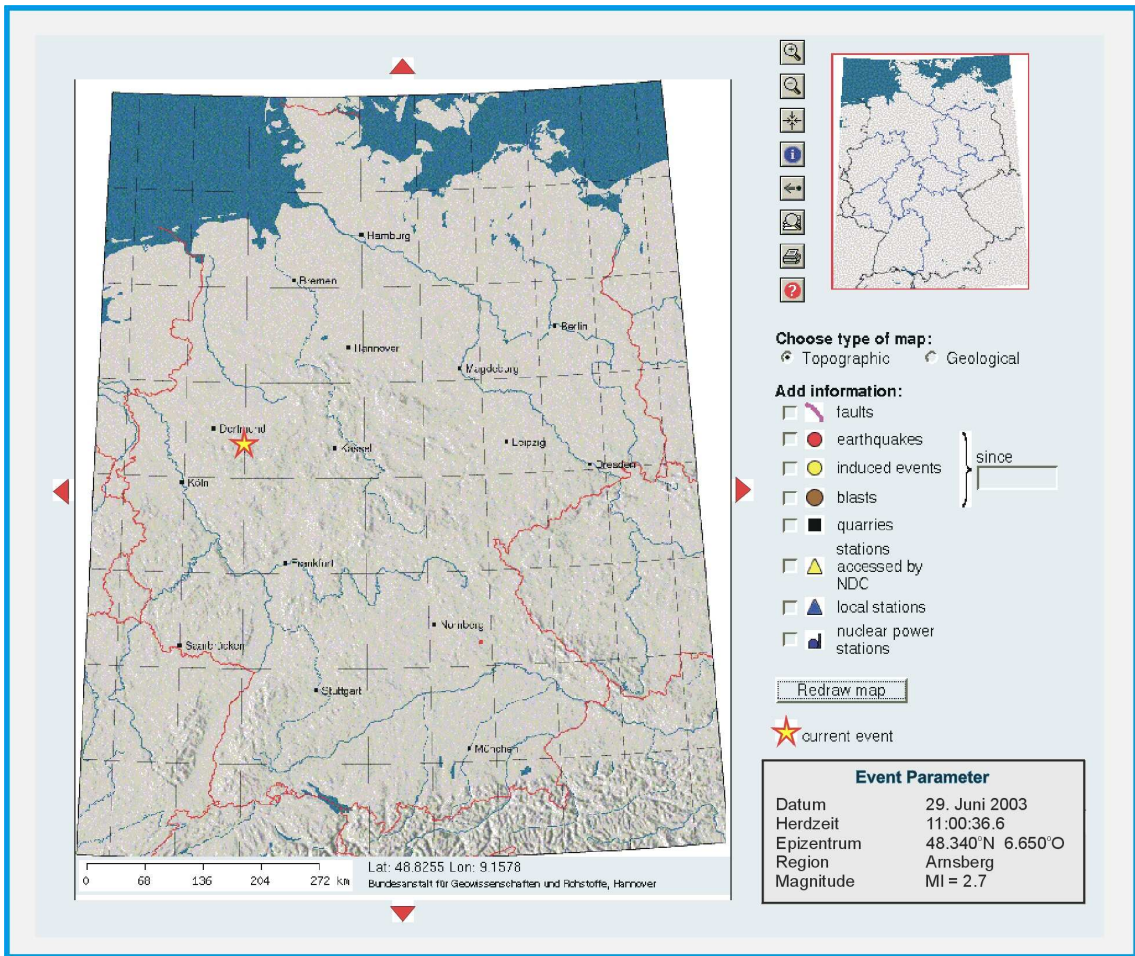 Hamburg
Bremen
Berlin
Hannover
Magdeburg
Dortmund
Kassel
Leipzig
Dresden
Köln
Frankfurt
Nürnberg
Saarbrücken
Stuttgart
München
0 68 136 204 272 km
Lat: 48.8255 Lon: 9.1578
Bundesanstalt für Geowissenschaften und Rohstoffe, Hannover
i
?
Choose type of map:
Topographic Geological
Add information:
faults
earthquakes
induced events
blasts
since
quarries
stations
accessed by
NDC
local stations
nuclear power
stations
Redraw map
current event
Event Parameter
Datum 29. Juni 2003
Herdzeit 11:00:36.6
Epizentrum 48.340°N 6.650°O
Region Arnsberg
Magnitude Ml = 2.7